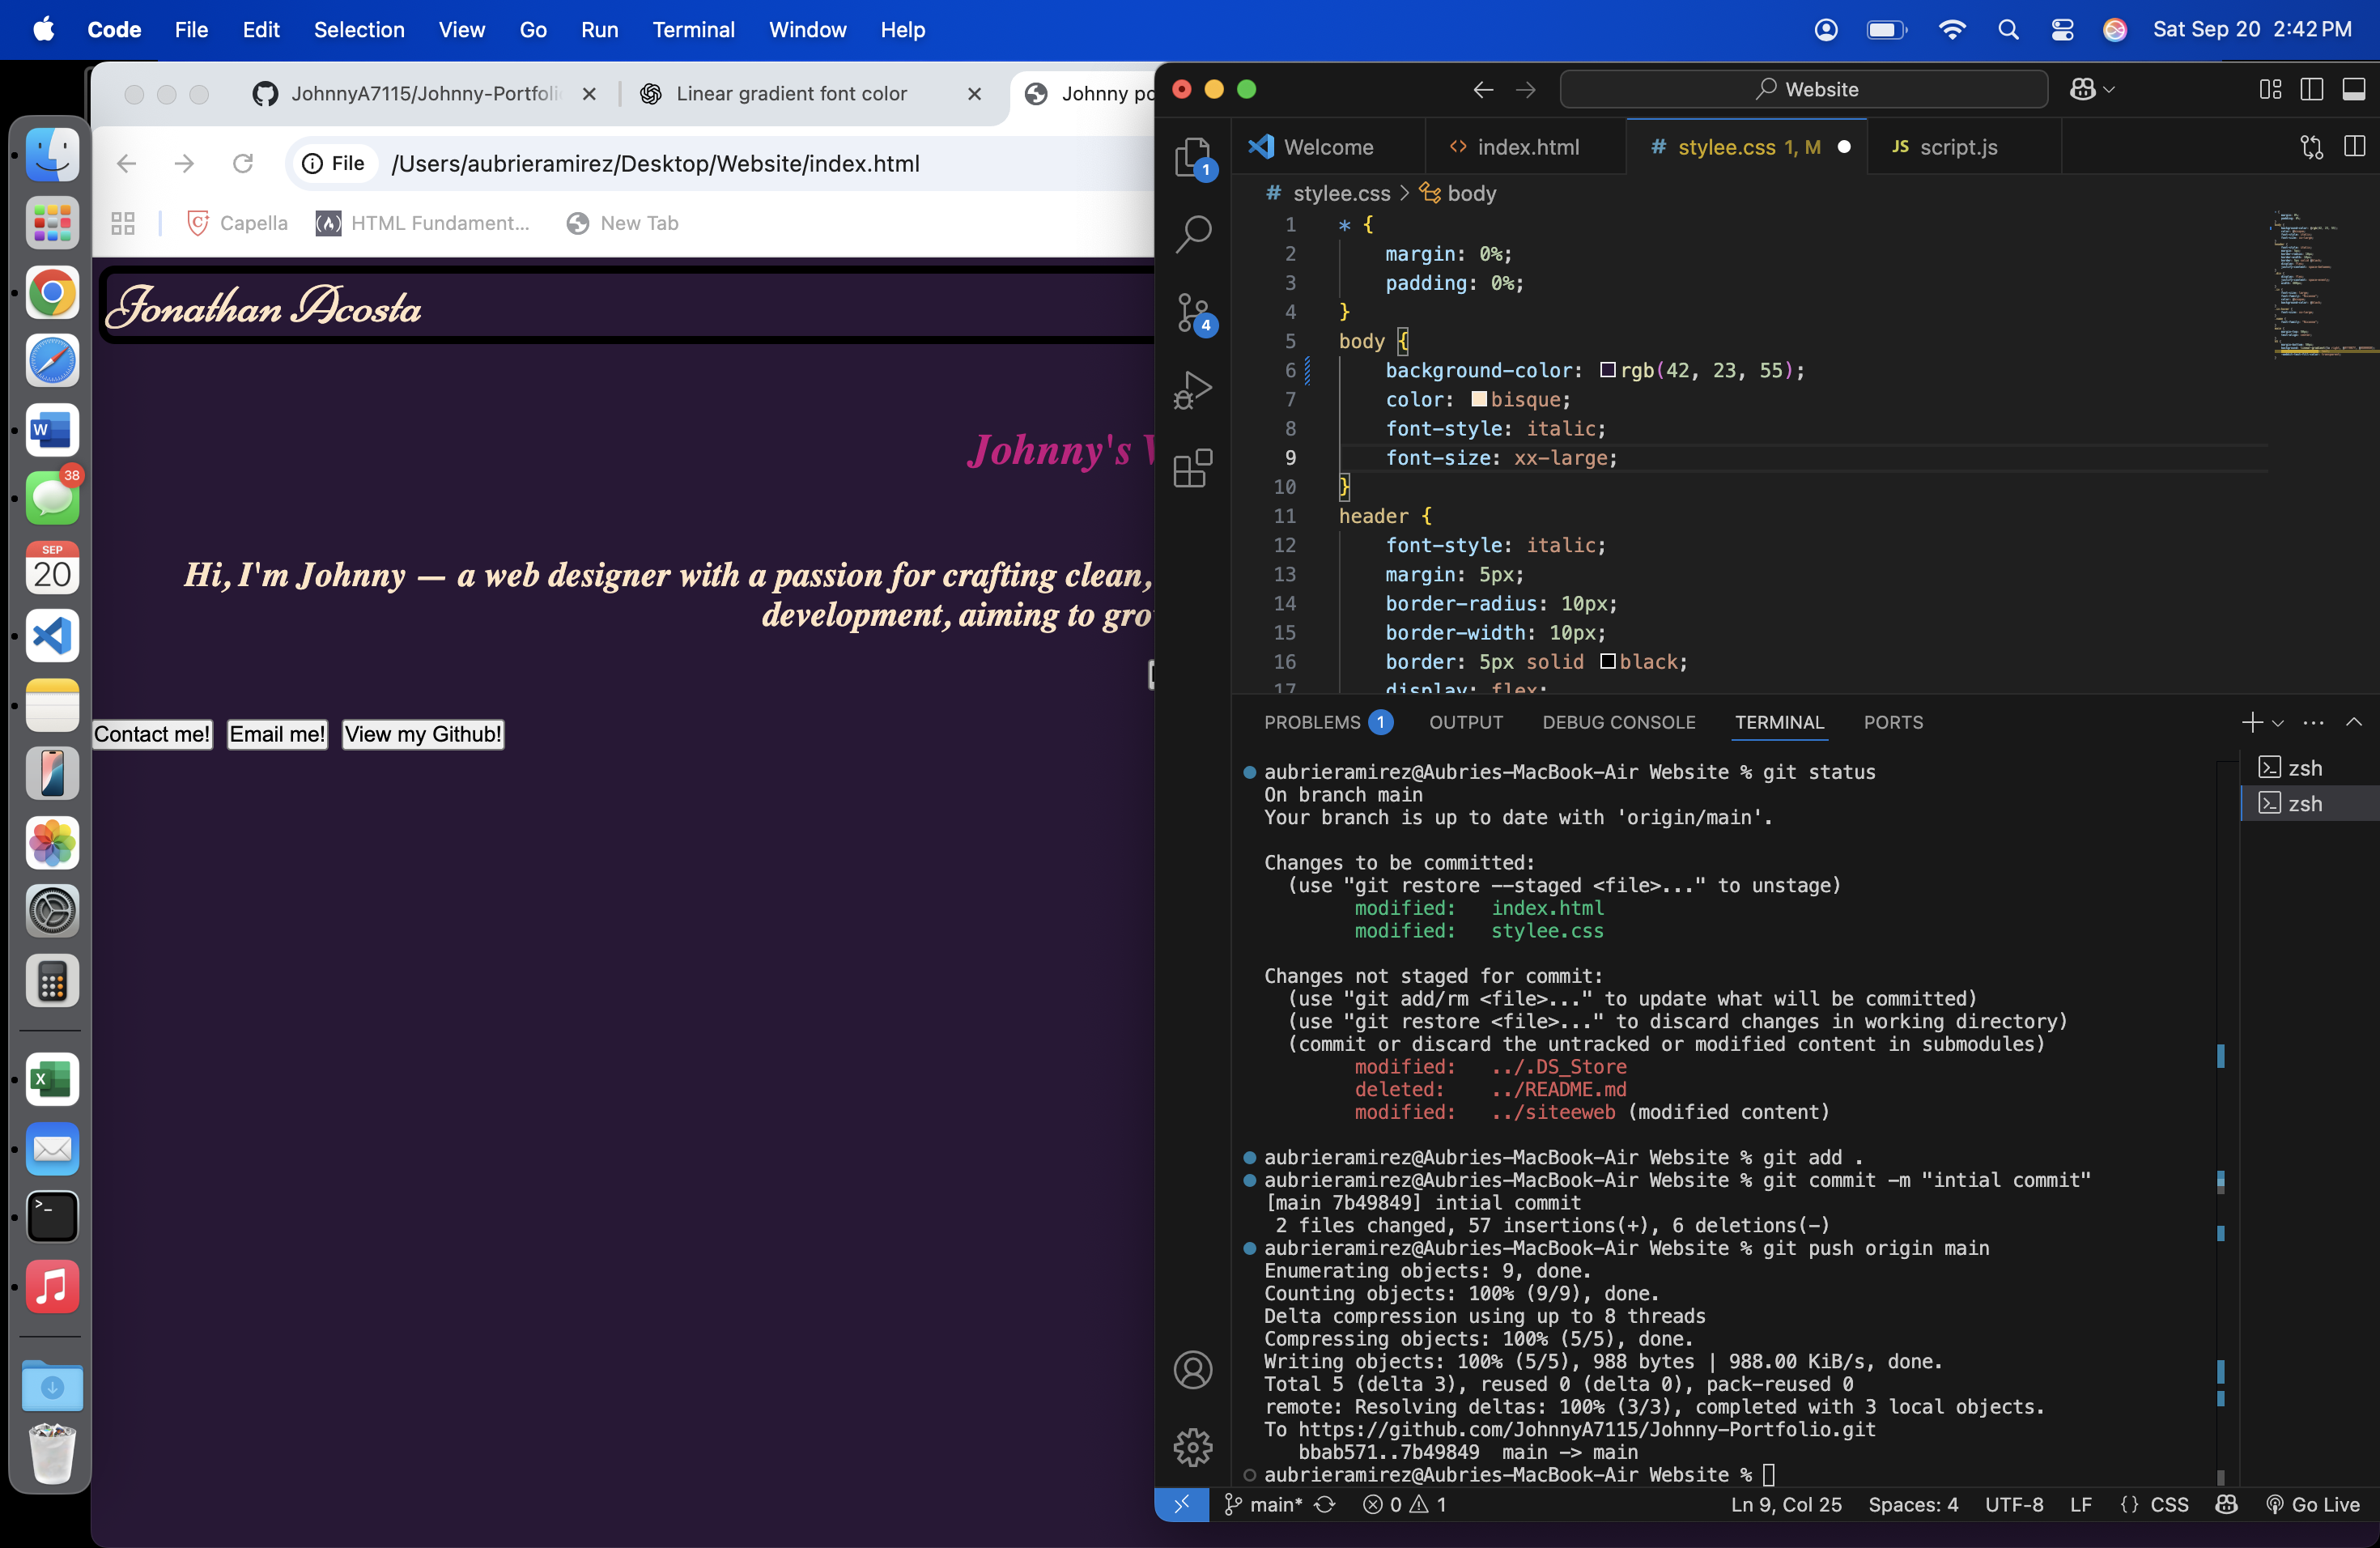 Code File Edit Selection View Go Run Terminal Window Help
Sat Sep 20 2:42 PM
JohnnyA7115/Johnny-Portfoli
Linear gradient font color
Johnny po
File
/Users/aubrieramirez/Desktop/Website/index.html
Capella
HTML Fundament...
New Tab
Jonathan Acosta
Johnny's
Hi, I'm Johnny — a web designer with a passion for crafting clean,
development, aiming to gro
Contact me! Email me! View my Github!
38
SEP
20
Website
1
4
Welcome
index.html
# stylee.css 1, M
JS script.js
# stylee.css > body
1 * {
2 margin: 0%;
3 padding: 0%;
4 }
5 body {
6 background-color: rgb(42, 23, 55);
7 color: bisque;
8 font-style: italic;
9 font-size: xx-large;
10 }
11 header {
12 font-style: italic;
13 margin: 5px;
14 border-radius: 10px;
15 border-width: 10px;
16 border: 5px solid black;
17 display: flex;
PROBLEMS 1 OUTPUT DEBUG CONSOLE TERMINAL PORTS
zsh
zsh
aubrieramirez@Aubries-MacBook-Air Website % git status
On branch main
Your branch is up to date with 'origin/main'.
Changes to be committed:
(use "git restore --staged <file>..." to unstage)
modified: index.html
modified: stylee.css
Changes not staged for commit:
(use "git add/rm <file>..." to update what will be committed)
(use "git restore <file>..." to discard changes in working directory)
(commit or discard the untracked or modified content in submodules)
modified: ../.DS_Store
deleted: ../README.md
modified: ../siteeweb (modified content)
aubrieramirez@Aubries-MacBook-Air Website % git add .
aubrieramirez@Aubries-MacBook-Air Website % git commit -m "intial commit"
[main 7b49849] intial commit
2 files changed, 57 insertions(+), 6 deletions(-)
aubrieramirez@Aubries-MacBook-Air Website % git push origin main
Enumerating objects: 9, done.
Counting objects: 100% (9/9), done.
Delta compression using up to 8 threads
Compressing objects: 100% (5/5), done.
Writing objects: 100% (5/5), 988 bytes | 988.00 KiB/s, done.
Total 5 (delta 3), reused 0 (delta 0), pack-reused 0
remote: Resolving deltas: 100% (3/3), completed with 3 local objects.
To https://github.com/JohnnyA7115/Johnny-Portfolio.git
bbab571..7b49849 main -> main
aubrieramirez@Aubries-MacBook-Air Website %
main* 0 1
Ln 9, Col 25 Spaces: 4 UTF-8 LF {} CSS Go Live